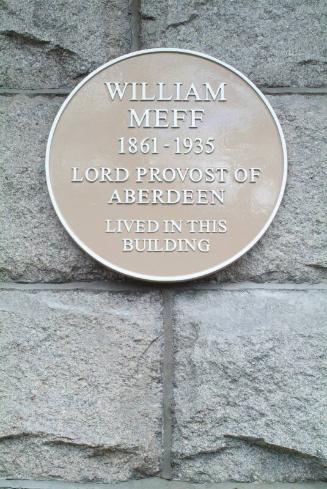 WILLIAM
MEFF
1861 - 1935
LORD PROVOST OF
ABERDEEN
LIVED IN THIS
BUILDING